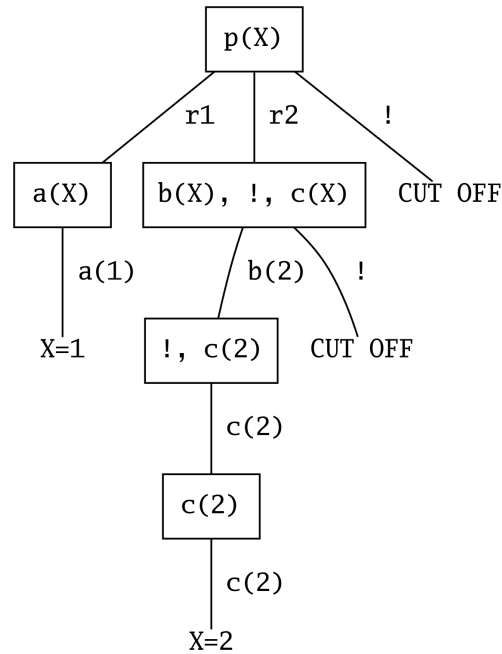 p(X)
r1
r2
!
a(X)
b(X), !, c(X)
CUT OFF
a(1)
b(2)
!
X=1
!, c(2)
CUT OFF
c(2)
c(2)
c(2)
X=2